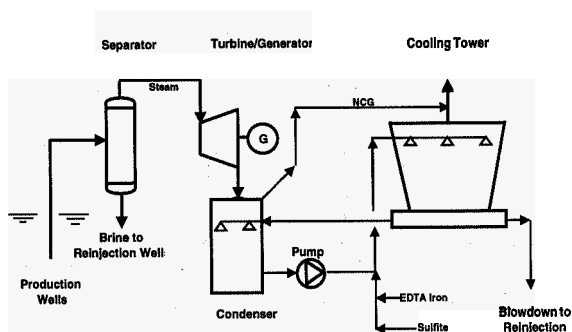 Separator
Turbine/Generator
Cooling Tower
Steam
NCG
G
Brine to
Reinjection Well
Pump
Production
Wells
EDTA Iron
Condenser
Sulfite
Blowdown to
Reinjection